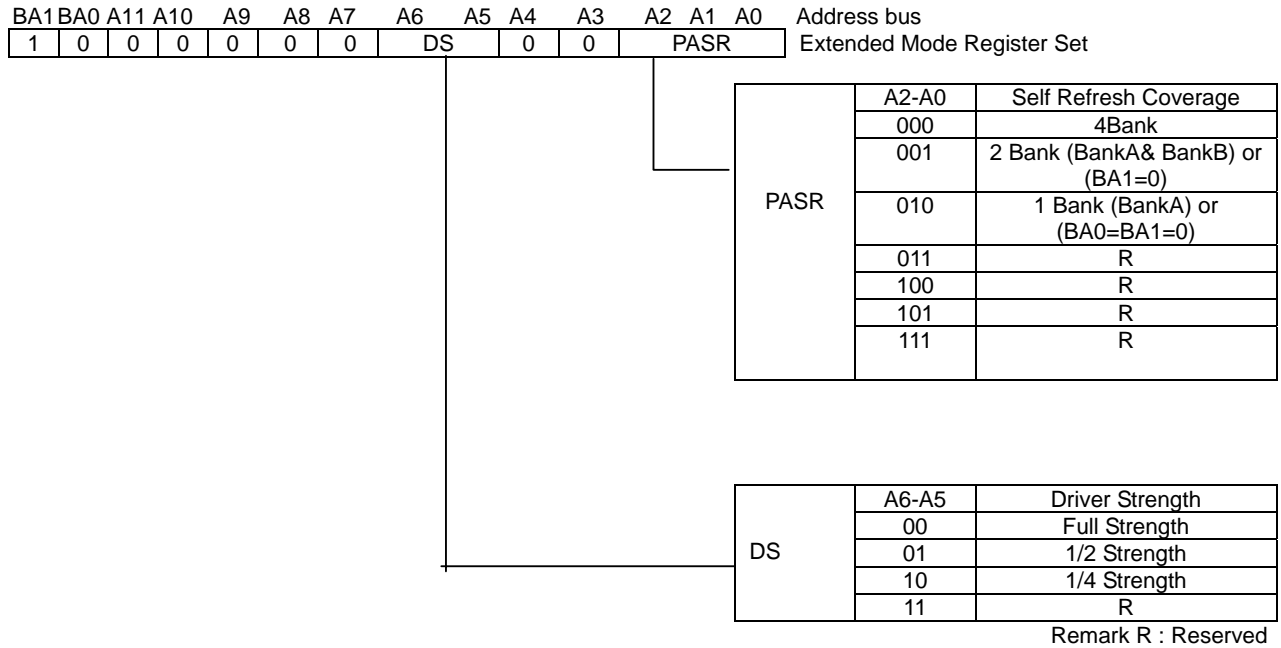 BA1 BA0 A11 A10 A9 A8 A7 A6 A5 A4 A3 A2 A1 A0 Address bus
1 0 0 0 0 0 0 DS 0 0 PASR Extended Mode Register Set
A2-A0 Self Refresh Coverage
000 4Bank
001 2 Bank (BankA& BankB) or
(BA1=0)
PASR 010 1 Bank (BankA) or
(BA0=BA1=0)
011 R
100 R
101 R
111 R
A6-A5 Driver Strength
00 Full Strength
DS 01 1/2 Strength
10 1/4 Strength
11 R
Remark R : Reserved